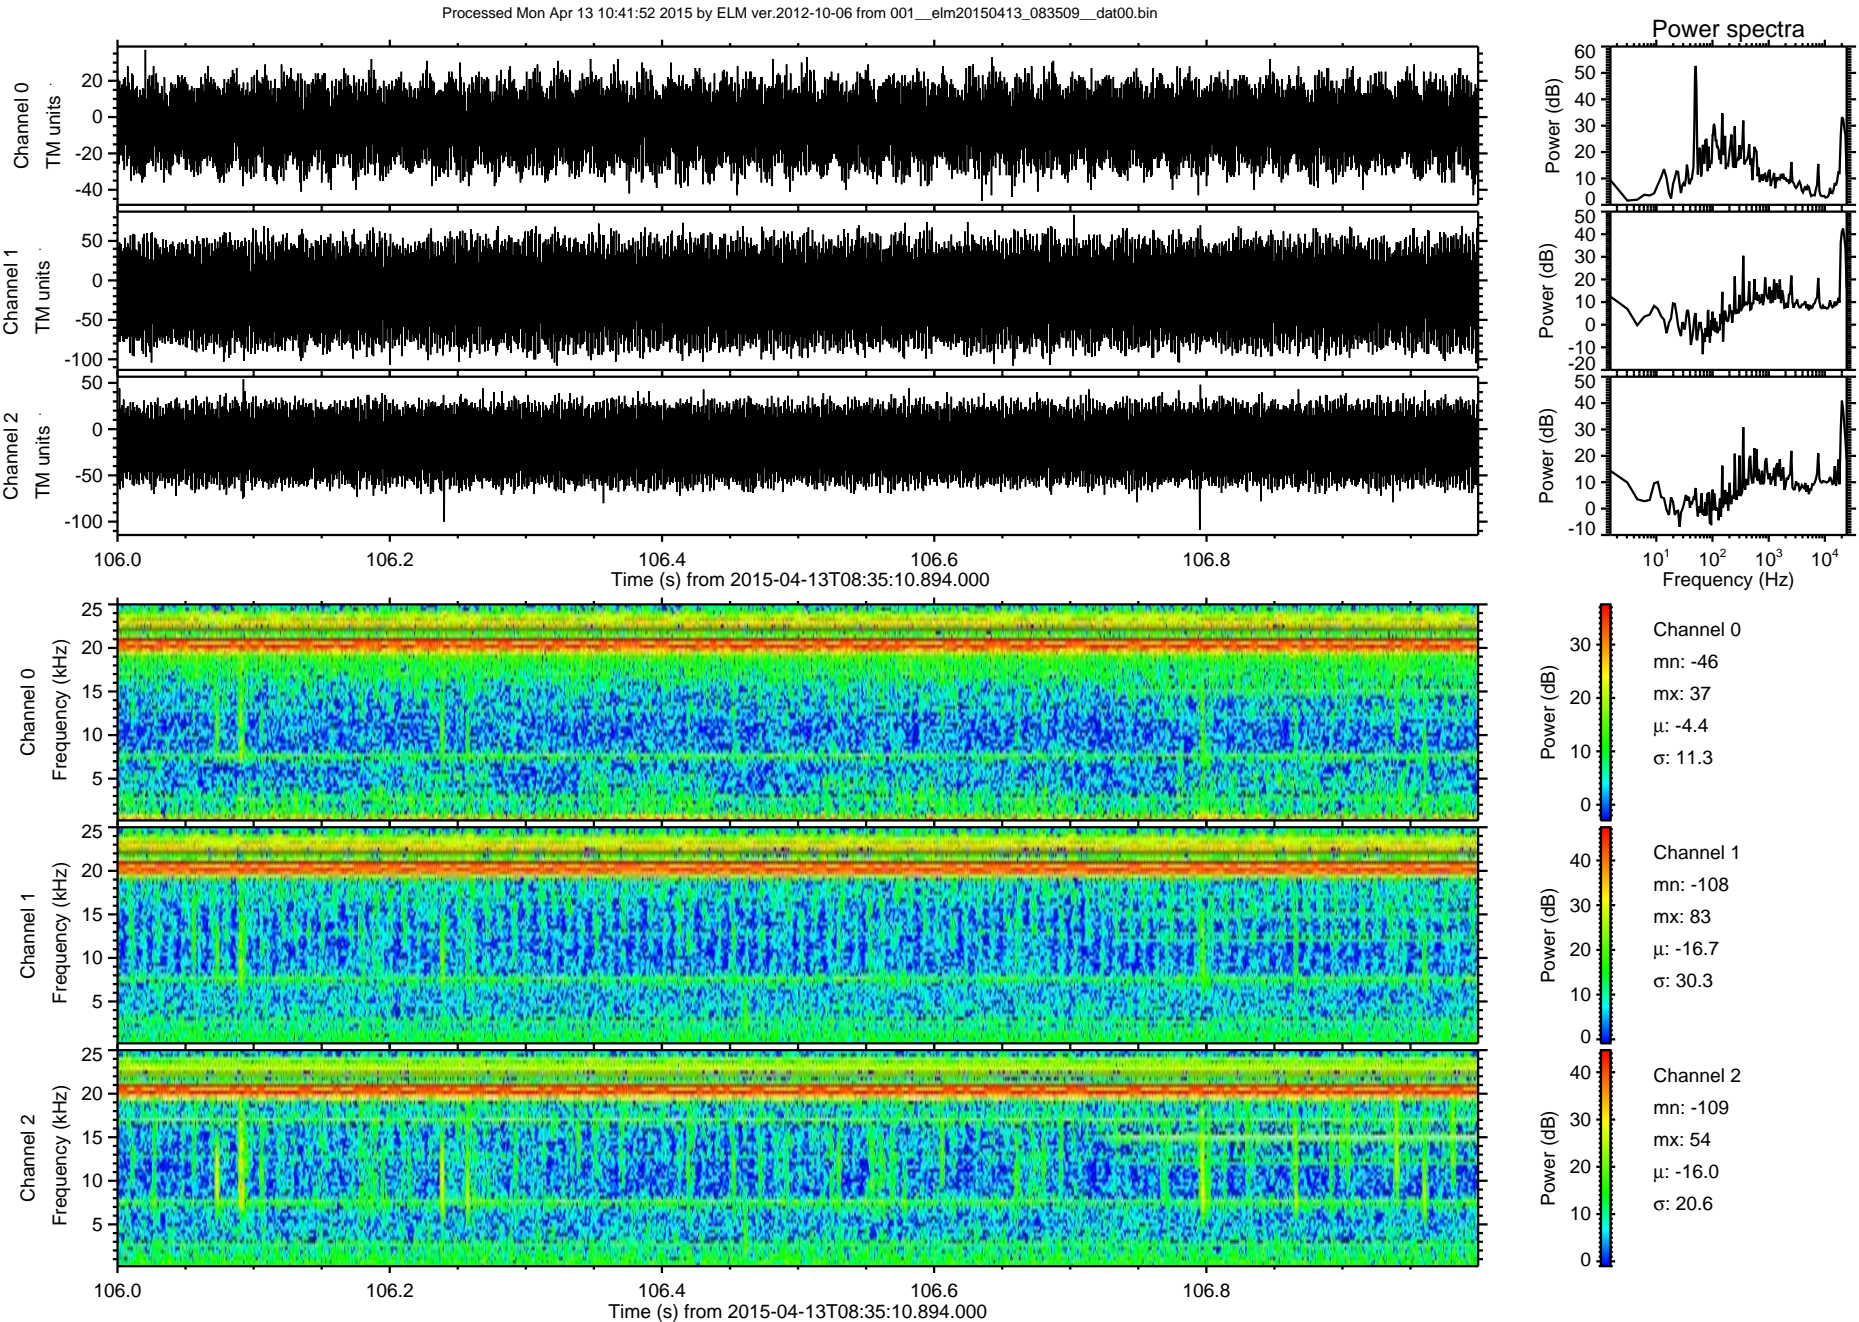 Processed Mon Apr 13 10:41:52 2015 by ELM ver.2012-10-06 from 001__elm20150413_083509__dat00.bin
Power spectra
Channel 0
TM units
20
0
-20
-40
Power (dB)
60
50
40
30
20
10
0
Channel 1
TM units
50
0
-50
-100
Power (dB)
50
40
30
20
10
0
-10
-20
Channel 2
TM units
50
0
-50
-100
Power (dB)
50
40
30
20
10
0
-10
106.0 106.2 106.4 106.6 106.8
Time (s) from 2015-04-13T08:35:10.894.000
10^1 10^2 10^3 10^4
Frequency (Hz)
Channel 0
Frequency (kHz)
25
20
15
10
5
Power (dB)
30
20
10
0
Channel 0
mn: -46
mx: 37
μ: -4.4
σ: 11.3
Channel 1
Frequency (kHz)
25
20
15
10
5
Power (dB)
40
30
20
10
0
Channel 1
mn: -108
mx: 83
μ: -16.7
σ: 30.3
Channel 2
Frequency (kHz)
25
20
15
10
5
Power (dB)
40
30
20
10
0
Channel 2
mn: -109
mx: 54
μ: -16.0
σ: 20.6
106.0 106.2 106.4 106.6 106.8
Time (s) from 2015-04-13T08:35:10.894.000